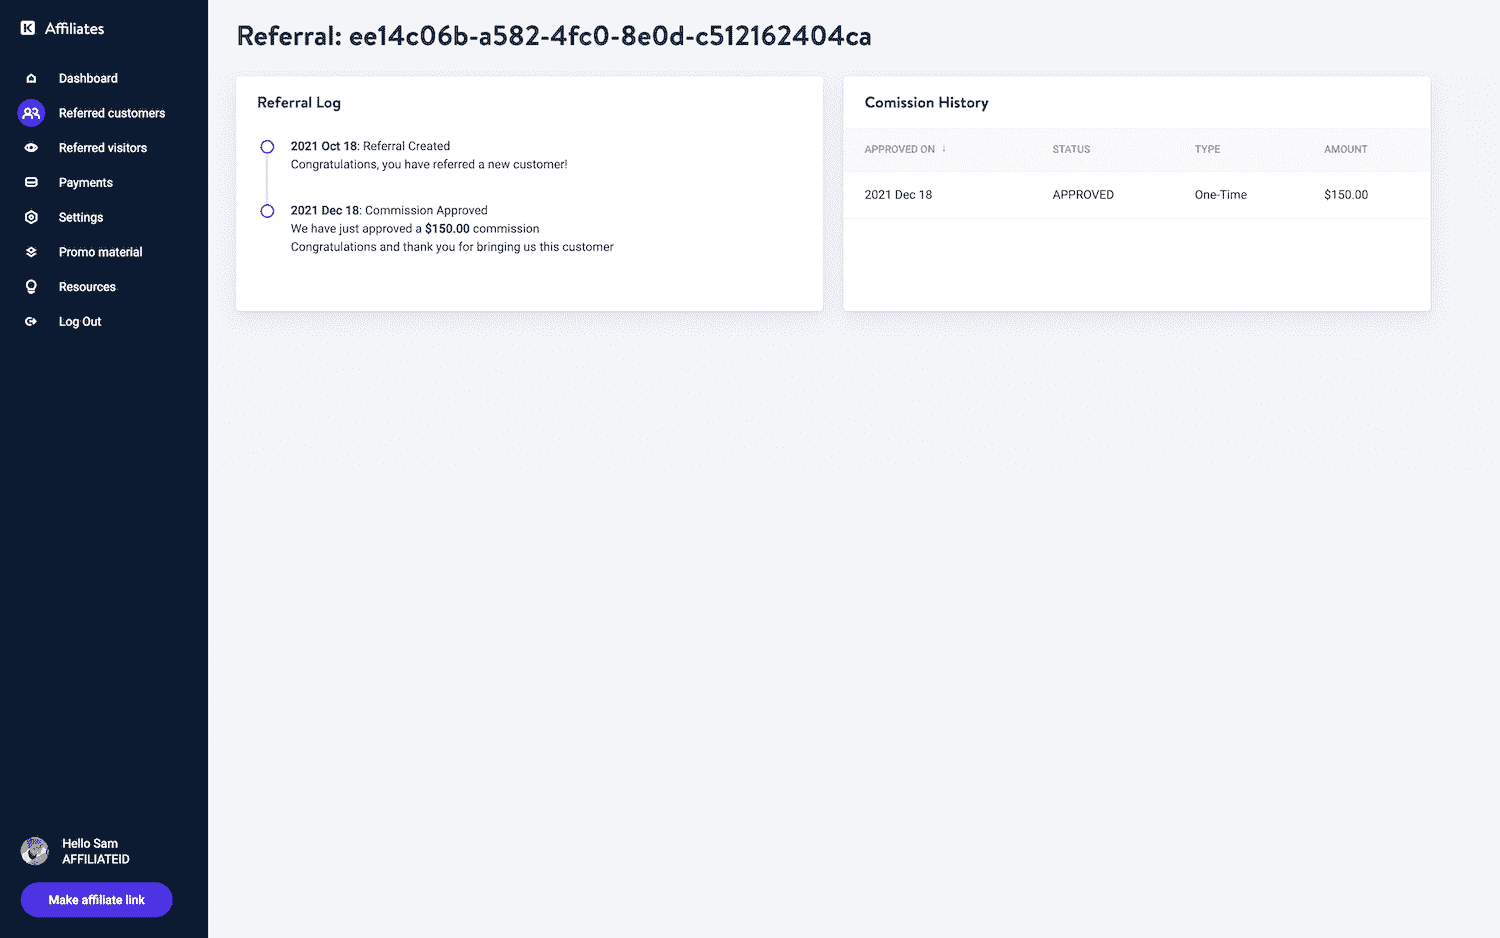 K Affiliates
Dashboard
Referred customers
Referred visitors
Payments
Settings
Promo material
Resources
Log Out
Hello Sam
AFFILIATEID
Make affiliate link
Referral: ee14c06b-a582-4fc0-8e0d-c512162404ca
Referral Log
2021 Oct 18: Referral Created
Congratulations, you have referred a new customer!
2021 Dec 18: Commission Approved
We have just approved a $150.00 commission
Congratulations and thank you for bringing us this customer
Comission History
APPROVED ON ↓ STATUS TYPE AMOUNT
2021 Dec 18 APPROVED One-Time $150.00